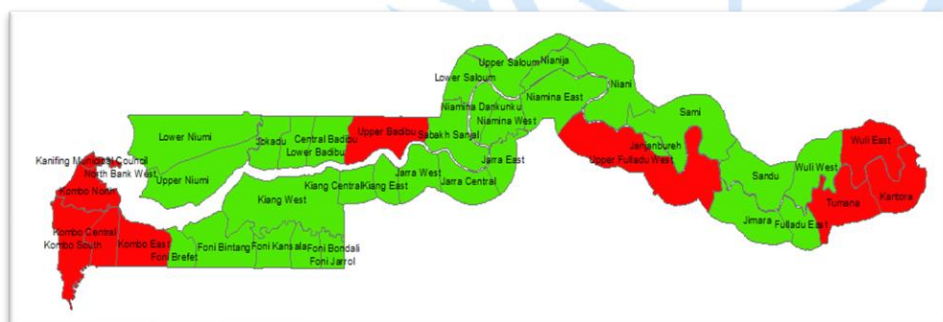 Upper Saloum
Nianija
Lower Saloum
Niani
Niamina East
Niamina Dankunku
Sami
Niamina West
Lower Niumi
Jokadu
Central Badibu
Upper Badibu
Sabakh Sanjal
Wuli East
Lower Badibu
Janjanbureh
Jarra East
Upper Fulladu West
Wuli West
Kanifing Municipal Council
North Bank West
Jarra West
Upper Niumi
Kiang Central
Kiang East
Jarra Central
Sandu
Kombo North
Kiang West
Tumana
Kantora
Jimara
Fulladu East
Kombo Central
Kombo South
Kombo East
Foni Bintang
Foni Kansala
Foni Bondali
Foni Brefet
Foni Jarrol